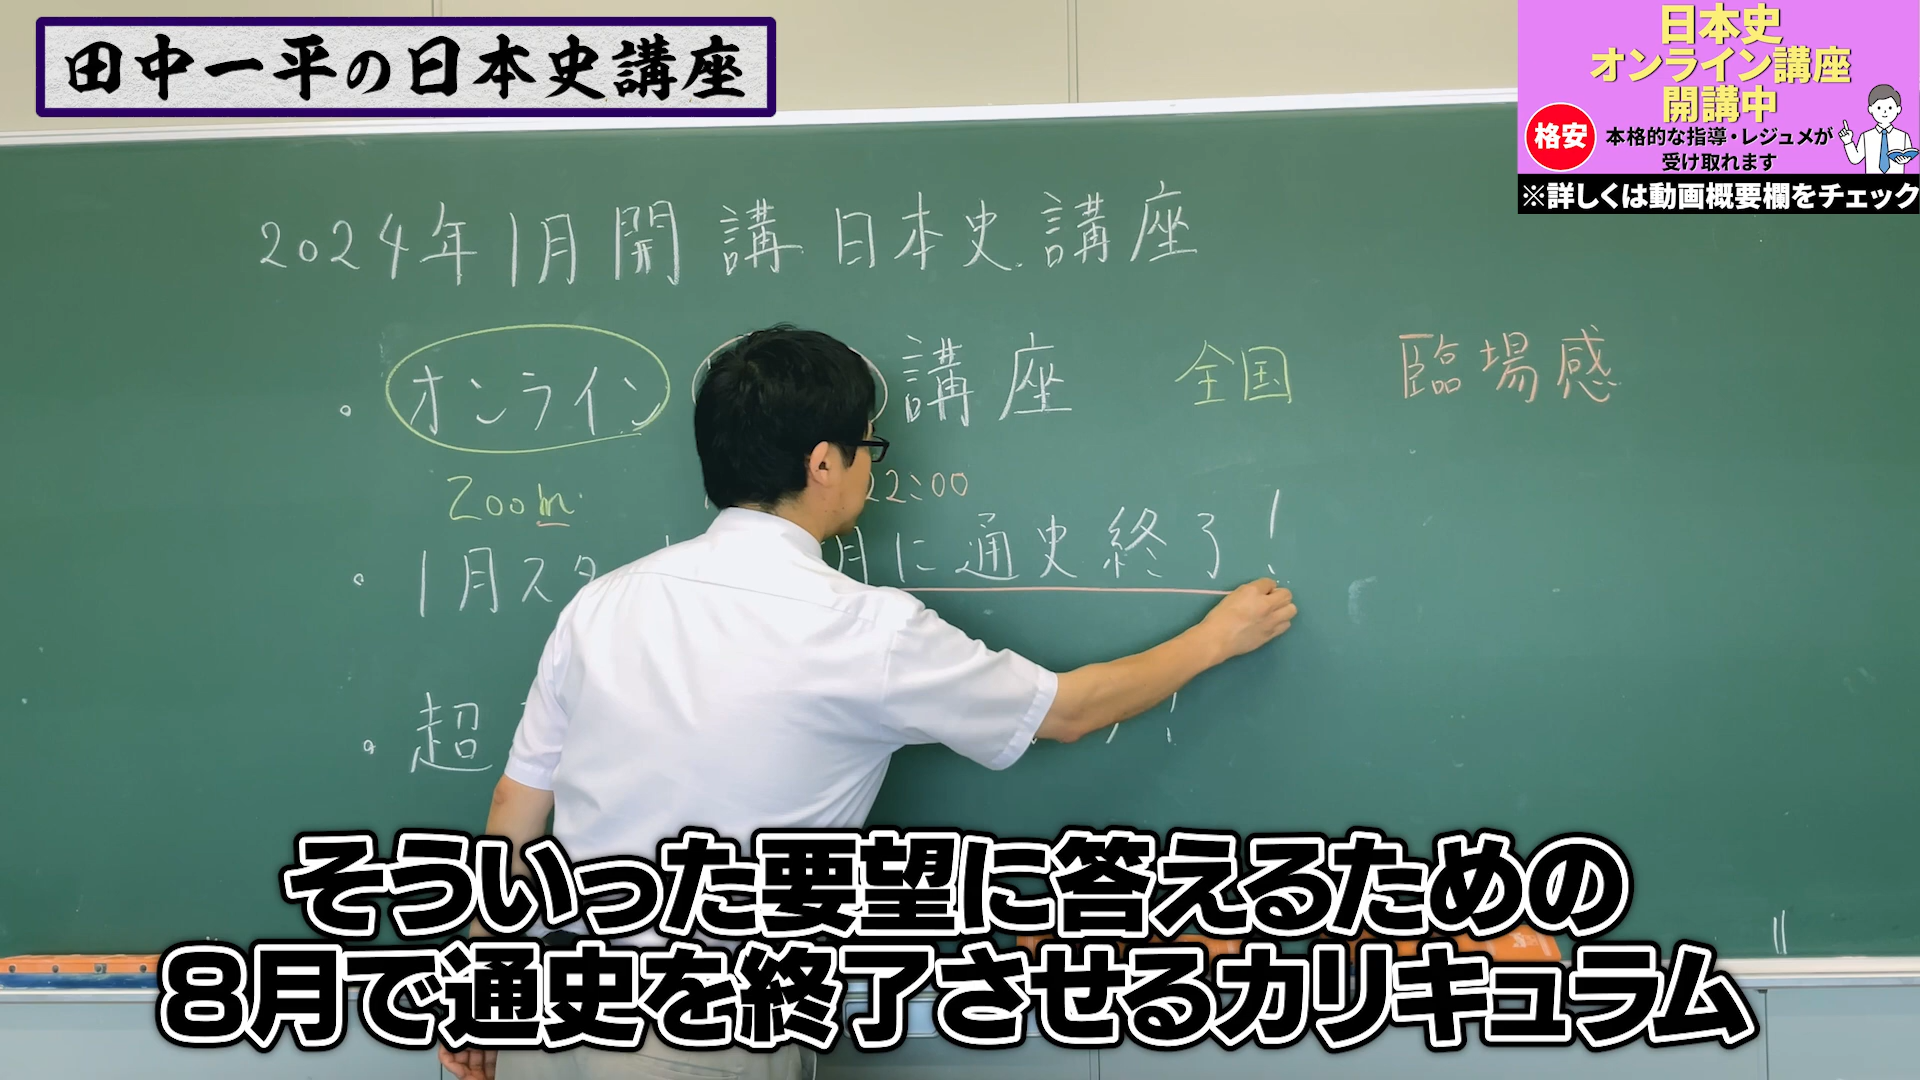 田中一平の日本史講座
日本史
オンライン講座
開講中
格安
本格的な指導・レジュメが
受け取れます
※詳しくは動画概要欄をチェック
2024年1月開講 日本史講座
・オンライン 講座 全国 臨場感
Zoom 22:00
・1月スタ 月に通史終了!
・超 !
そういった要望に答えるための
8月で通史を終了させるカリキュラム